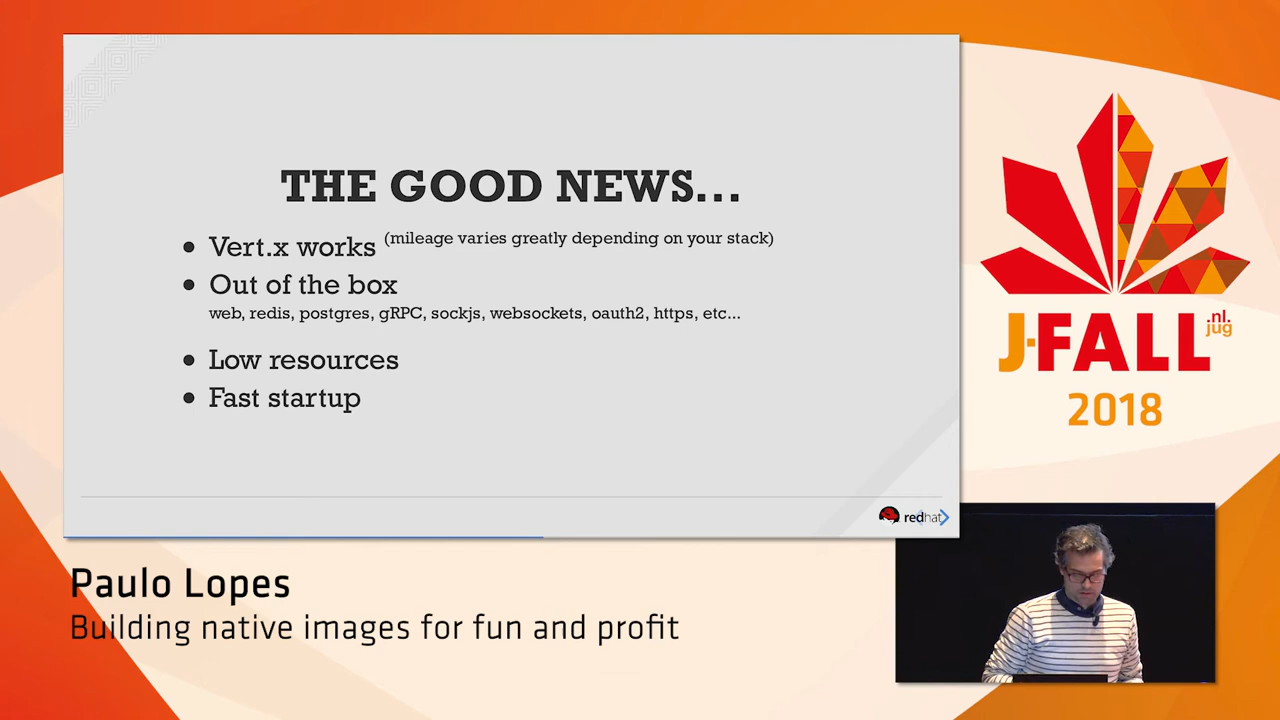 THE GOOD NEWS...
Vert.x works (mileage varies greatly depending on your stack)
Out of the box
web, redis, postgres, gRPC, sockjs, websockets, oauth2, https, etc...
Low resources
Fast startup
redhat
J-FALL
nl.
jug
2018
Paulo Lopes
Building native images for fun and profit